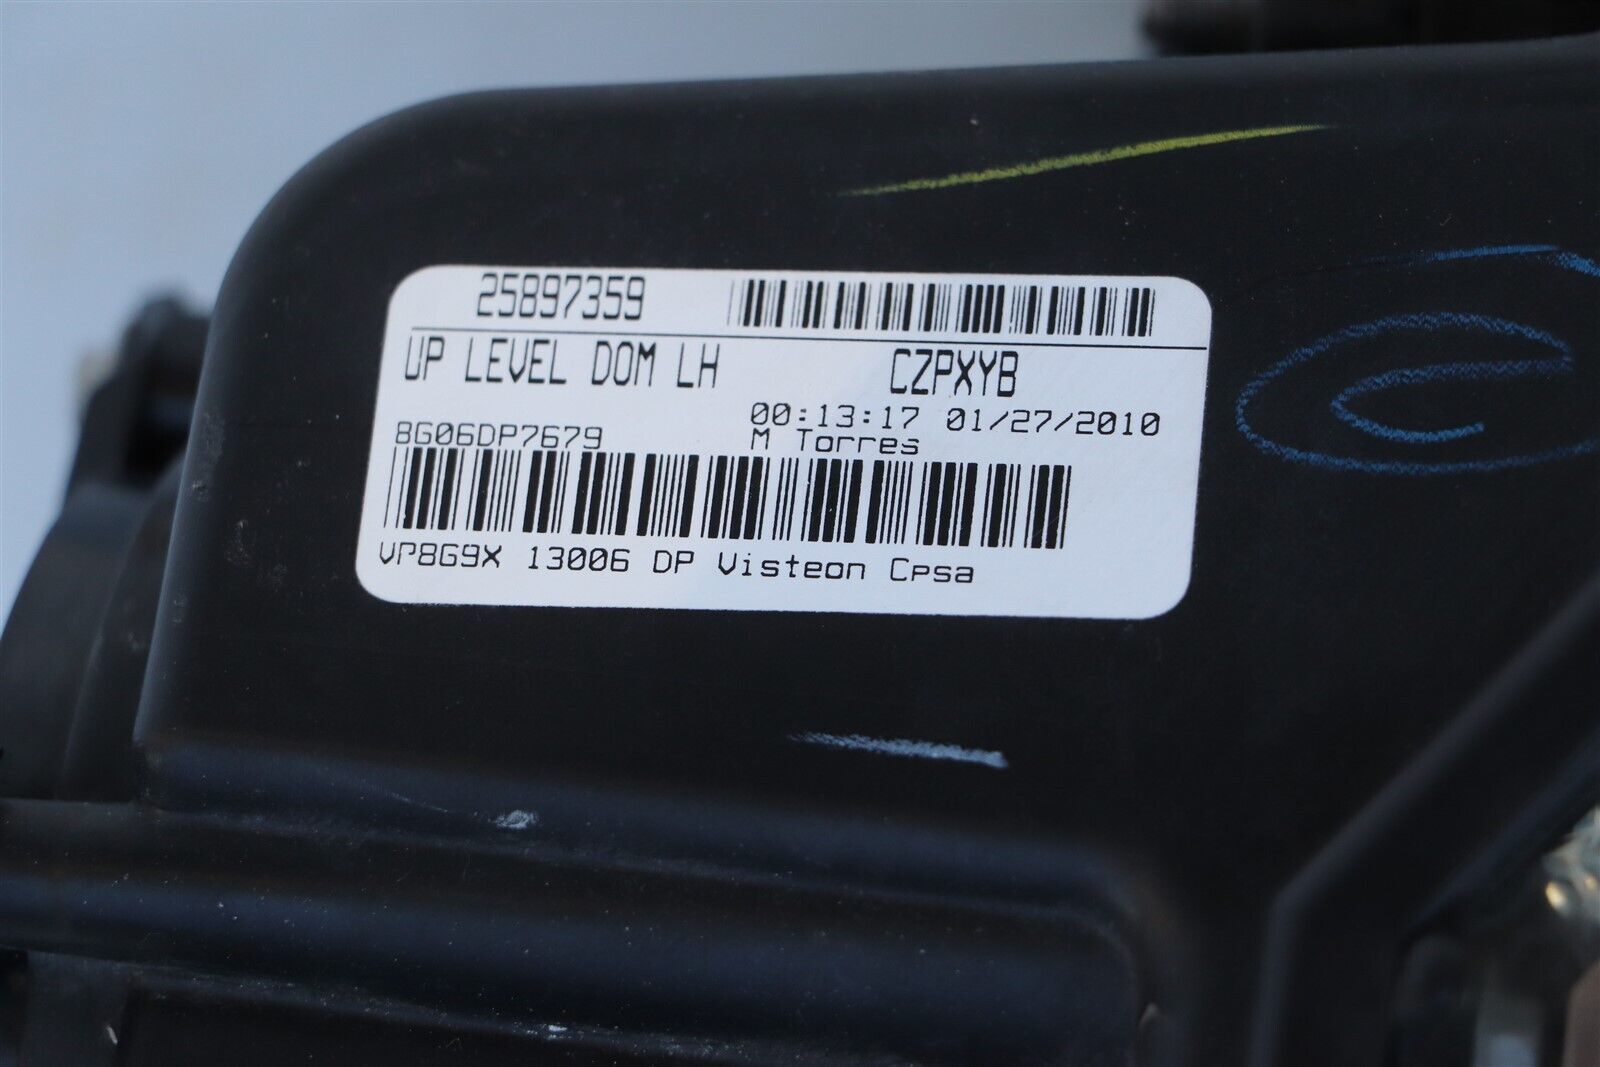 25897359
UP LEVEL DOM LH CZPXYB
00:13:17 01/27/2010
8G06DP7679 M Torres
VP8G9X 13006 DP Visteon Cpsa